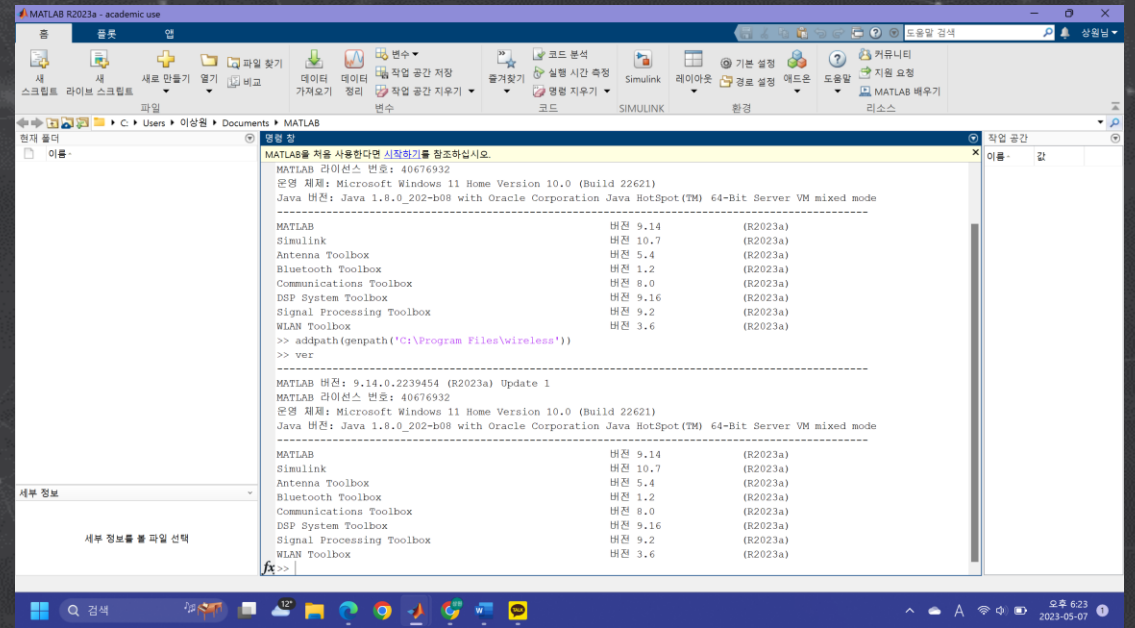 MATLAB R2023a - academic use
홈 플롯 앱
도움말 검색
상원님
새 스크립트
새 라이브 스크립트
새로 만들기
열기
파일 찾기
비교
파일
데이터 가져오기
데이터 정리
변수
작업 공간 저장
작업 공간 지우기
변수
즐겨찾기
코드 분석
실행 시간 측정
명령 지우기
코드
Simulink
SIMULINK
레이아웃
기본 설정
경로 설정
애드온
환경
도움말
커뮤니티
지원 요청
MATLAB 배우기
리소스
C: Users 이상원 Documents MATLAB
현재 폴더
이름
명령 창
작업 공간
이름 값
MATLAB을 처음 사용한다면 시작하기를 참조하십시오.
MATLAB 라이선스 번호: 40676932
운영 체제: Microsoft Windows 11 Home Version 10.0 (Build 22621)
Java 버전: Java 1.8.0_202-b08 with Oracle Corporation Java HotSpot(TM) 64-Bit Server VM mixed mode
MATLAB 버전 9.14 (R2023a)
Simulink 버전 10.7 (R2023a)
Antenna Toolbox 버전 5.4 (R2023a)
Bluetooth Toolbox 버전 1.2 (R2023a)
Communications Toolbox 버전 8.0 (R2023a)
DSP System Toolbox 버전 9.16 (R2023a)
Signal Processing Toolbox 버전 9.2 (R2023a)
WLAN Toolbox 버전 3.6 (R2023a)
>> addpath(genpath('C:\Program Files\wireless'))
>> ver
MATLAB 버전: 9.14.0.2239454 (R2023a) Update 1
MATLAB 라이선스 번호: 40676932
운영 체제: Microsoft Windows 11 Home Version 10.0 (Build 22621)
Java 버전: Java 1.8.0_202-b08 with Oracle Corporation Java HotSpot(TM) 64-Bit Server VM mixed mode
MATLAB 버전 9.14 (R2023a)
Simulink 버전 10.7 (R2023a)
Antenna Toolbox 버전 5.4 (R2023a)
Bluetooth Toolbox 버전 1.2 (R2023a)
Communications Toolbox 버전 8.0 (R2023a)
DSP System Toolbox 버전 9.16 (R2023a)
Signal Processing Toolbox 버전 9.2 (R2023a)
WLAN Toolbox 버전 3.6 (R2023a)
fx >>
세부 정보
세부 정보를 볼 파일 선택
검색
12°
TALK
A
오후 6:23
2023-05-07
1